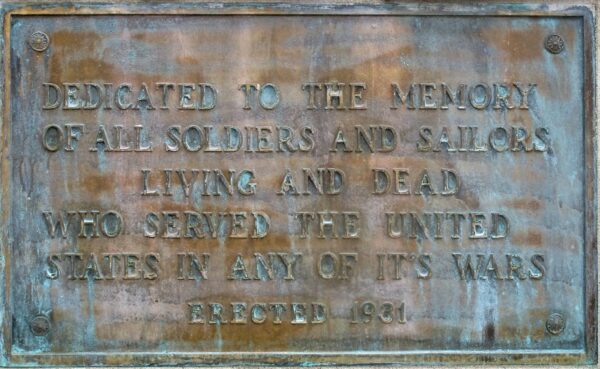 DEDICATED TO THE MEMORY
OF ALL SOLDIERS AND SAILORS
LIVING AND DEAD
WHO SERVED THE UNITED
STATES IN ANY OF IT'S WARS
ERECTED 1931